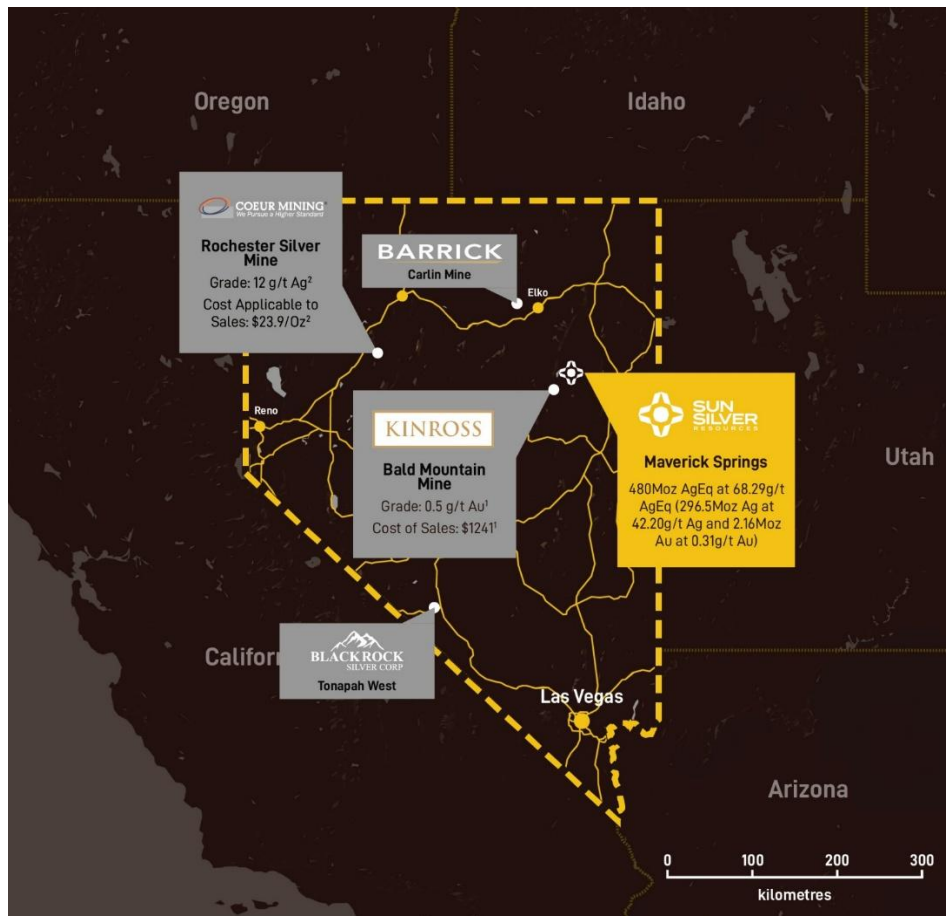 Oregon
Idaho
COEUR MINING
We Pursue a Higher Standard
Rochester Silver
Mine
Grade: 12 g/t Ag²
Cost Applicable to
Sales: $23.9/Oz²
BARRICK
Carlin Mine
Elko
Reno
KINROSS
Bald Mountain
Mine
Grade: 0.5 g/t Au¹
Cost of Sales: $1241¹
SUN
SILVER
RESOURCES
Maverick Springs
480Moz AgEq at 68.29g/t
AgEq (296.5Moz Ag at
42.20g/t Ag and 2.16Moz
Au at 0.31g/t Au)
Utah
Califor
BLACKROCK
SILVER CORP
Tonapah West
Las Vegas
Arizona
0 100 200 300
kilometres